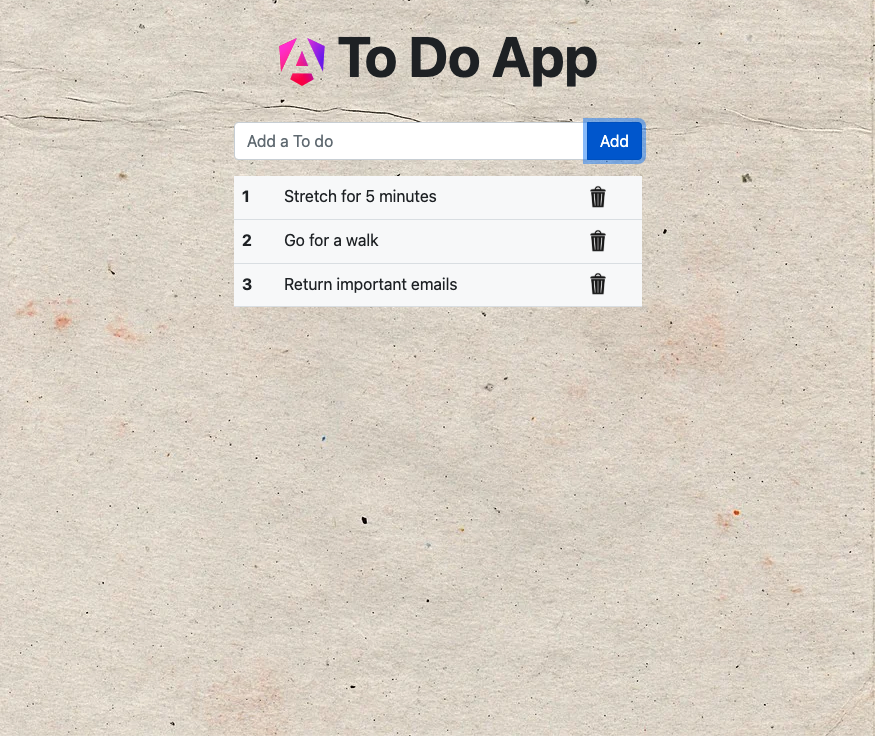 To Do App
Add a To do Add
1 Stretch for 5 minutes
2 Go for a walk
3 Return important emails